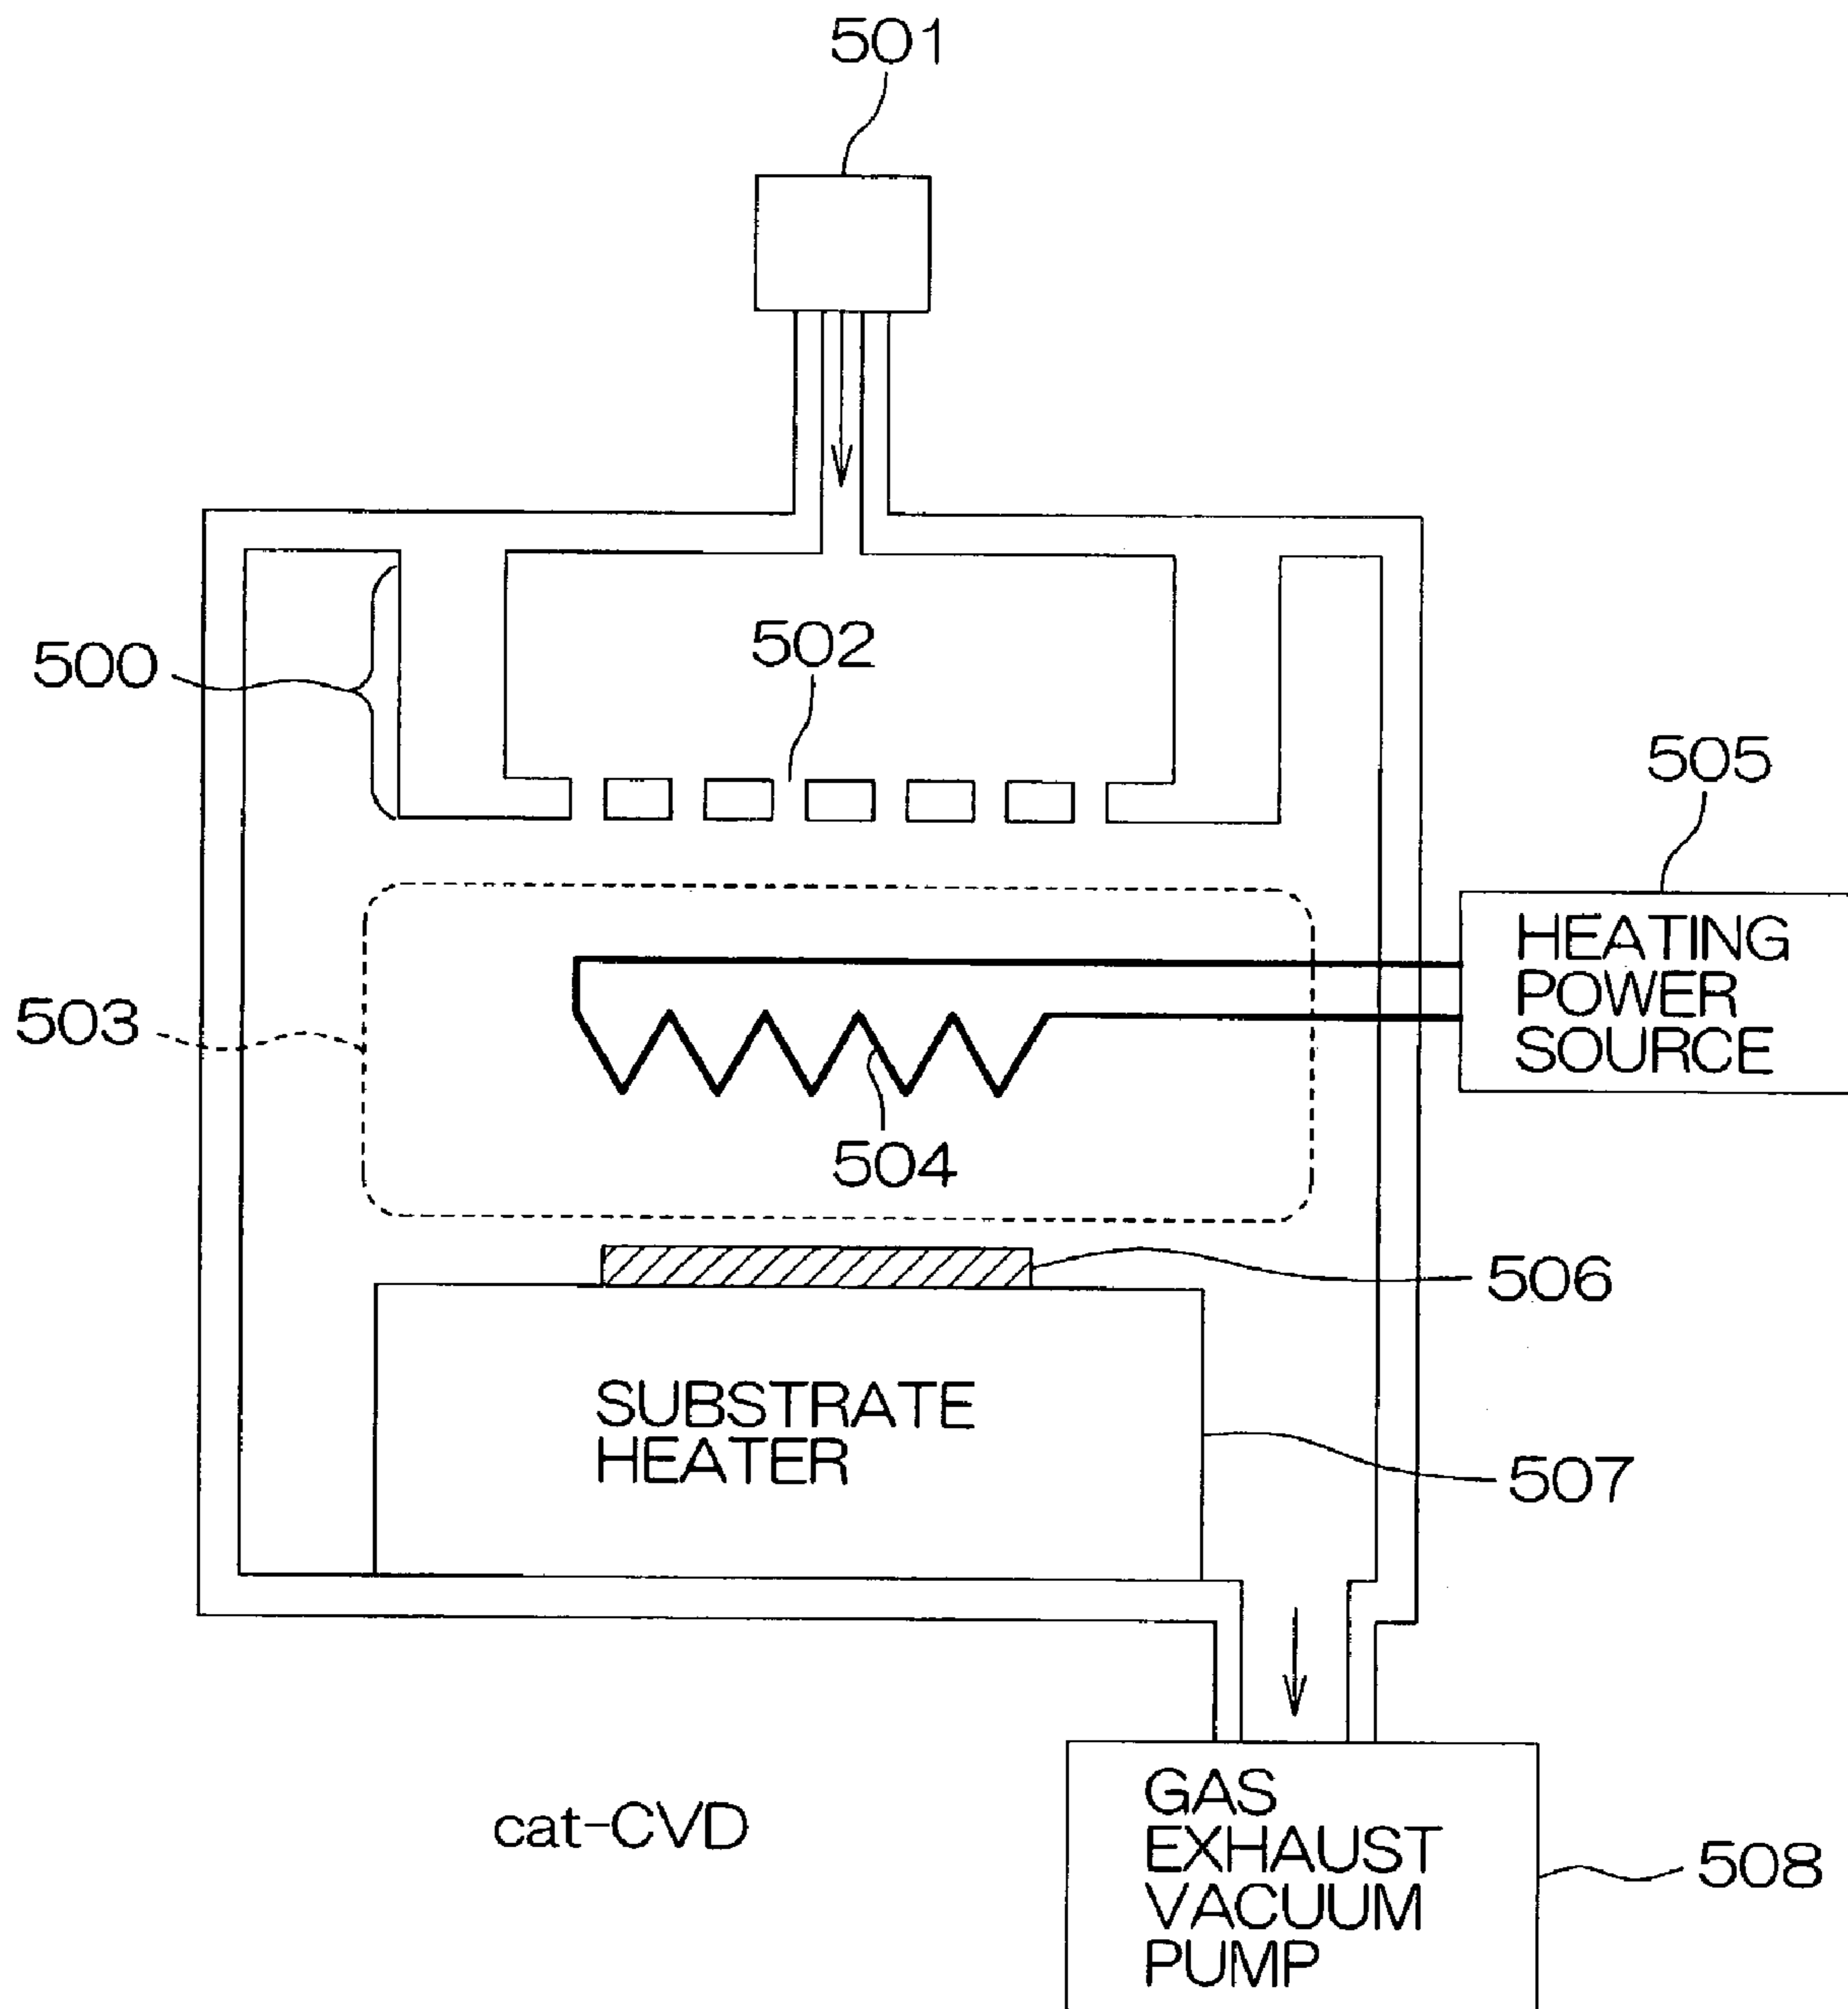 501
502
500
505
HEATING
POWER
SOURCE
503
504
506
SUBSTRATE
HEATER
507
cat-CVD
GAS
EXHAUST
VACUUM
PUMP
508